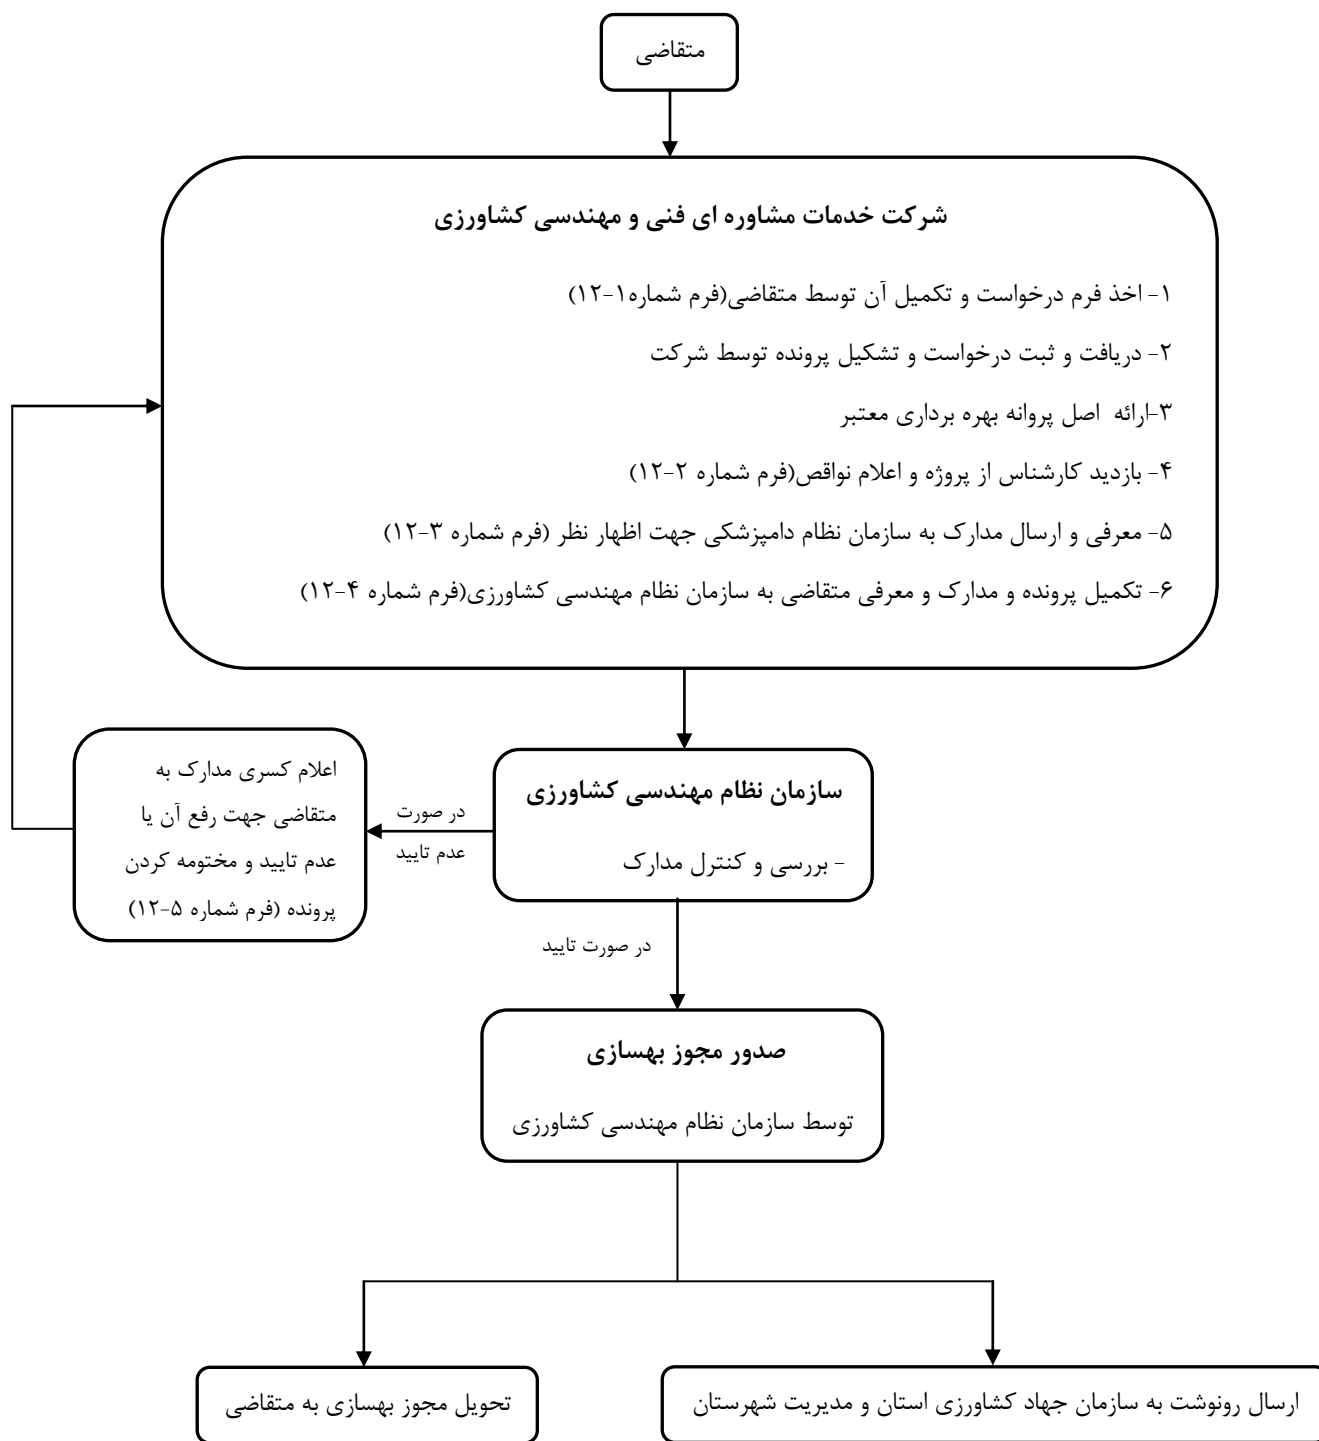 متقاضی
شرکت خدمات مشاوره ای فنی و مهندسی کشاورزی
۱- اخذ فرم درخواست و تکمیل آن توسط متقاضی(فرم شماره۱-۱۲)
۲- دریافت و ثبت درخواست و تشکیل پرونده توسط شرکت
۳-ارائه اصل پروانه بهره برداری معتبر
۴- بازدید کارشناس از پروژه و اعلام نواقص(فرم شماره ۲-۱۲)
۵- معرفی و ارسال مدارک به سازمان نظام دامپزشکی جهت اظهار نظر (فرم شماره ۳-۱۲)
۶- تکمیل پرونده و مدارک و معرفی متقاضی به سازمان نظام مهندسی کشاورزی(فرم شماره ۴-۱۲)
سازمان نظام مهندسی کشاورزی
- بررسی و کنترل مدارک
در صورت
عدم تایید
اعلام کسری مدارک به
متقاضی جهت رفع آن یا
عدم تایید و مختومه کردن
پرونده (فرم شماره ۵-۱۲)
در صورت تایید
صدور مجوز بهسازی
توسط سازمان نظام مهندسی کشاورزی
ارسال رونوشت به سازمان جهاد کشاورزی استان و مدیریت شهرستان
تحویل مجوز بهسازی به متقاضی